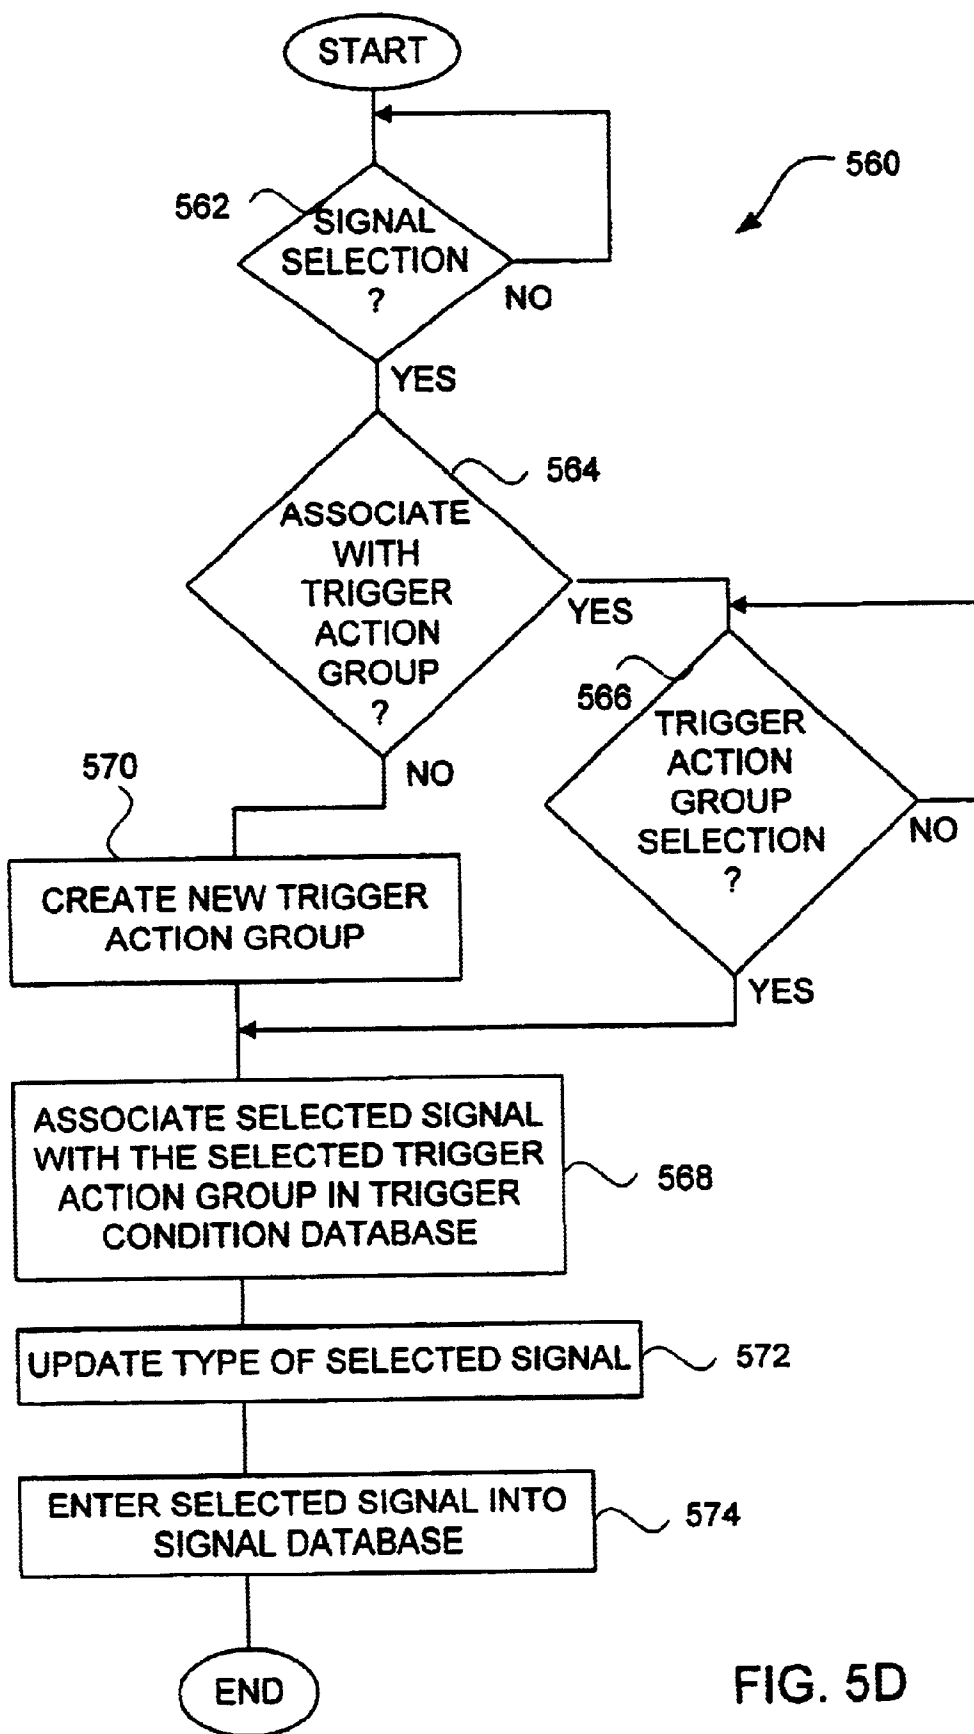 START
560
562
SIGNAL
SELECTION
?
NO
YES
564
ASSOCIATE
WITH
TRIGGER
ACTION
GROUP
?
YES
566
TRIGGER
ACTION
GROUP
SELECTION
?
NO
NO
570
CREATE NEW TRIGGER
ACTION GROUP
YES
ASSOCIATE SELECTED SIGNAL
WITH THE SELECTED TRIGGER
ACTION GROUP IN TRIGGER
CONDITION DATABASE
568
UPDATE TYPE OF SELECTED SIGNAL
572
ENTER SELECTED SIGNAL INTO
SIGNAL DATABASE
574
END
FIG. 5D